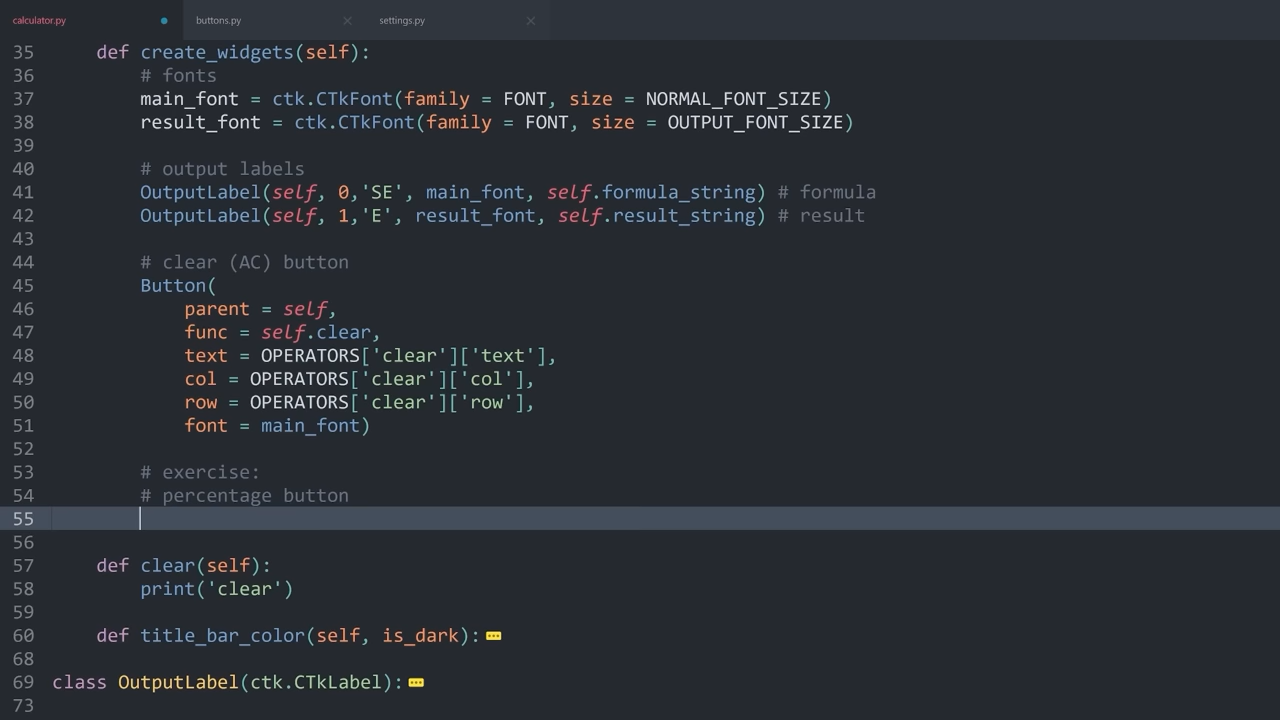 calculator.py buttons.py settings.py
35 def create_widgets(self):
36 # fonts
37 main_font = ctk.CTkFont(family = FONT, size = NORMAL_FONT_SIZE)
38 result_font = ctk.CTkFont(family = FONT, size = OUTPUT_FONT_SIZE)
39
40 # output labels
41 OutputLabel(self, 0,'SE', main_font, self.formula_string) # formula
42 OutputLabel(self, 1,'E', result_font, self.result_string) # result
43
44 # clear (AC) button
45 Button(
46 parent = self,
47 func = self.clear,
48 text = OPERATORS['clear']['text'],
49 col = OPERATORS['clear']['col'],
50 row = OPERATORS['clear']['row'],
51 font = main_font)
52
53 # exercise:
54 # percentage button
55
56
57 def clear(self):
58 print('clear')
59
60 def title_bar_color(self, is_dark):
68
69 class OutputLabel(ctk.CTkLabel):
73